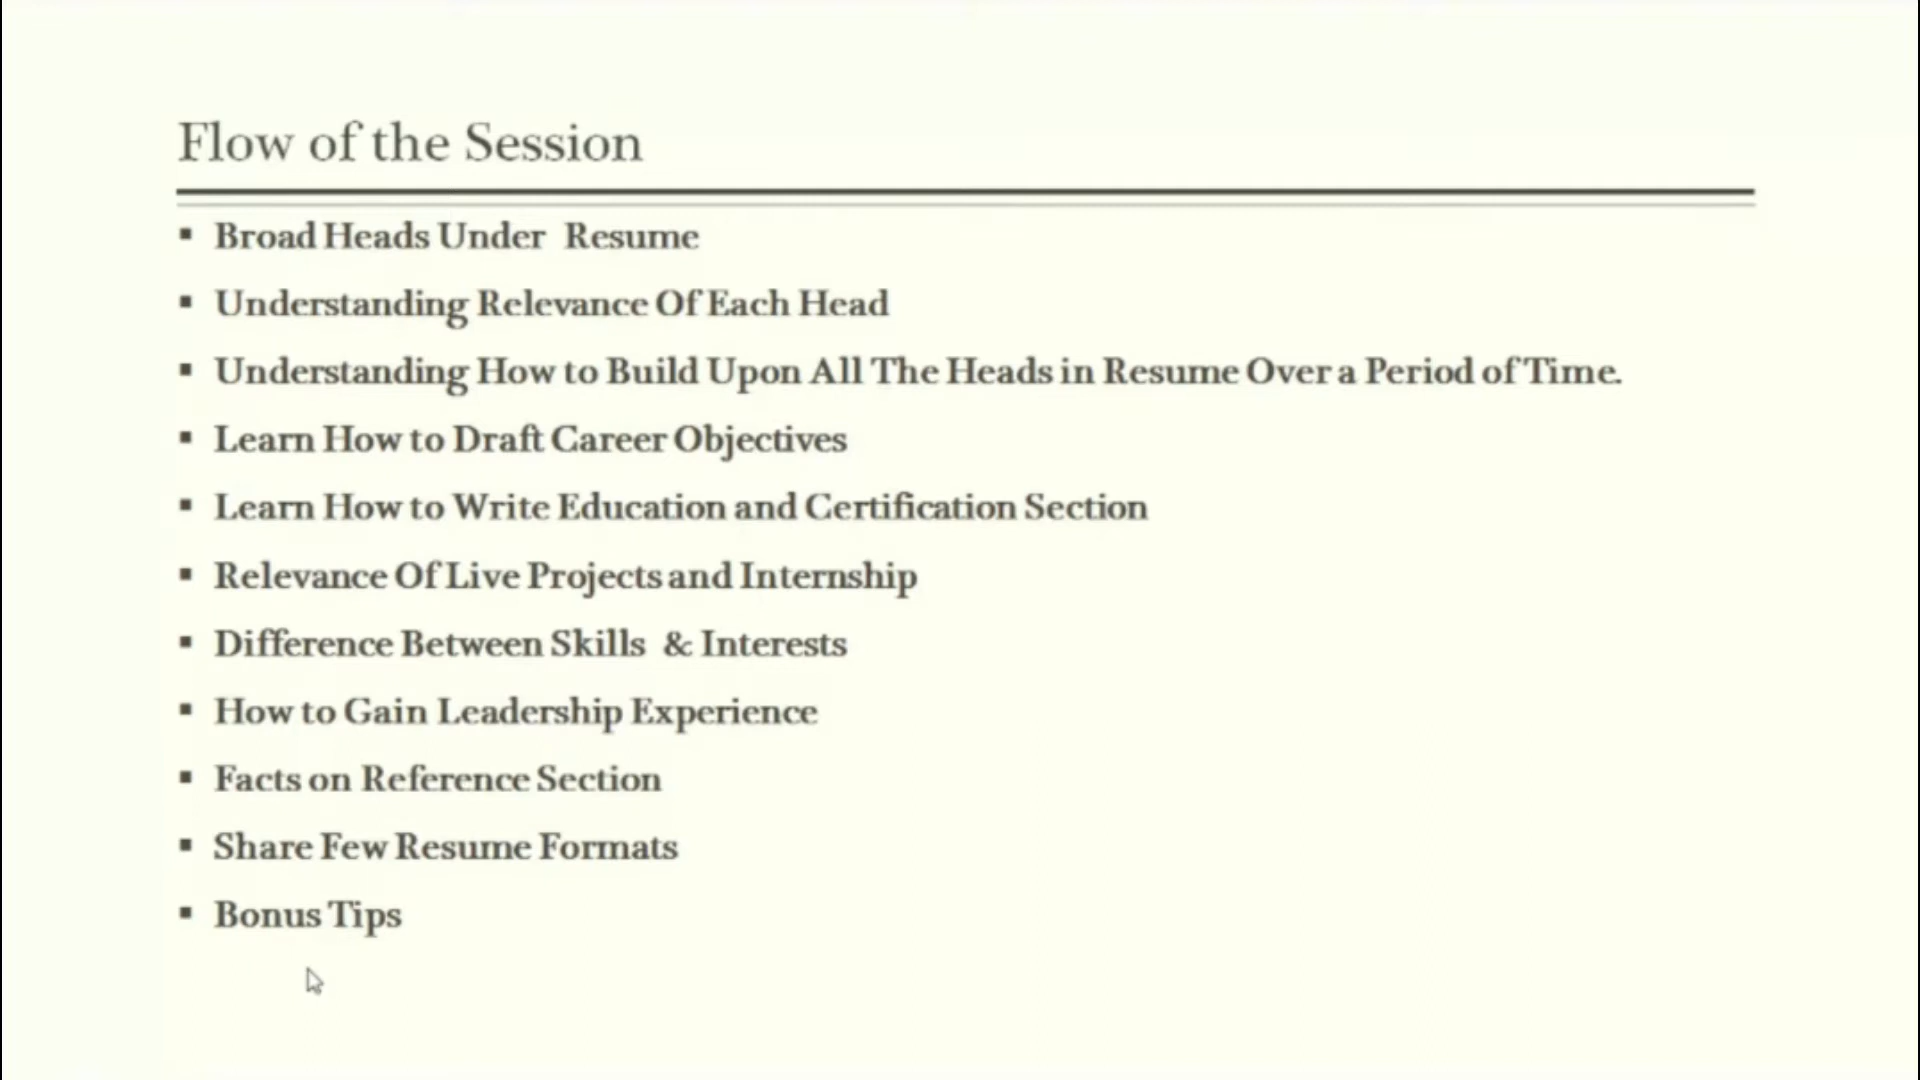 Flow of the Session
Broad Heads Under Resume
Understanding Relevance Of Each Head
Understanding How to Build Upon All The Heads in Resume Over a Period of Time.
Learn How to Draft Career Objectives
Learn How to Write Education and Certification Section
Relevance Of Live Projects and Internship
Difference Between Skills & Interests
How to Gain Leadership Experience
Facts on Reference Section
Share Few Resume Formats
Bonus Tips